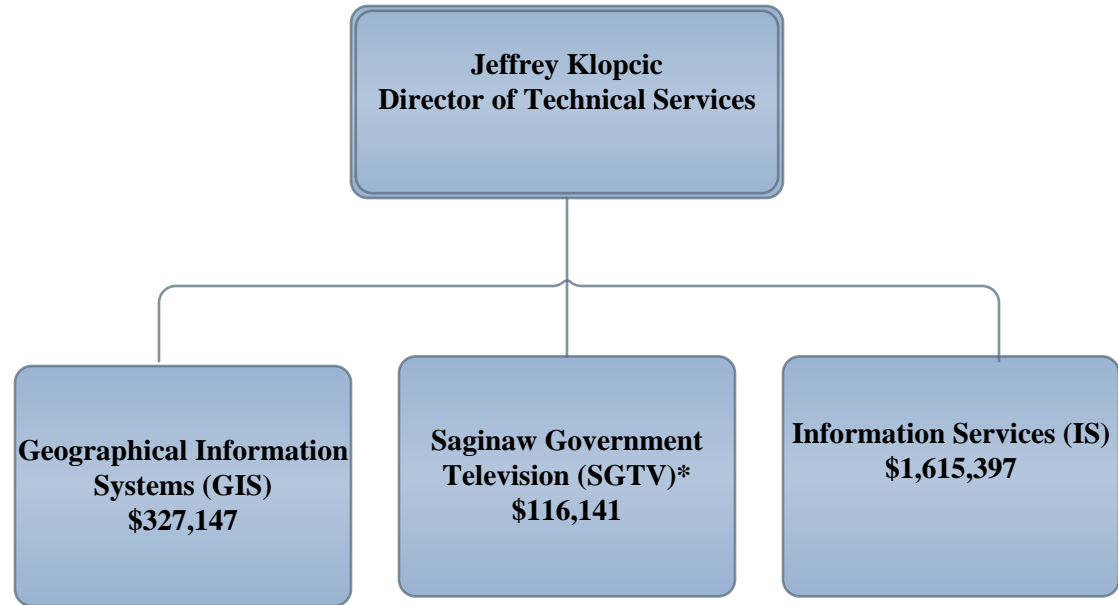 Jeffrey Klopcic
Director of Technical Services
Geographical Information
Systems (GIS)
$327,147
Saginaw Government
Television (SGTV)*
$116,141
Information Services (IS)
$1,615,397